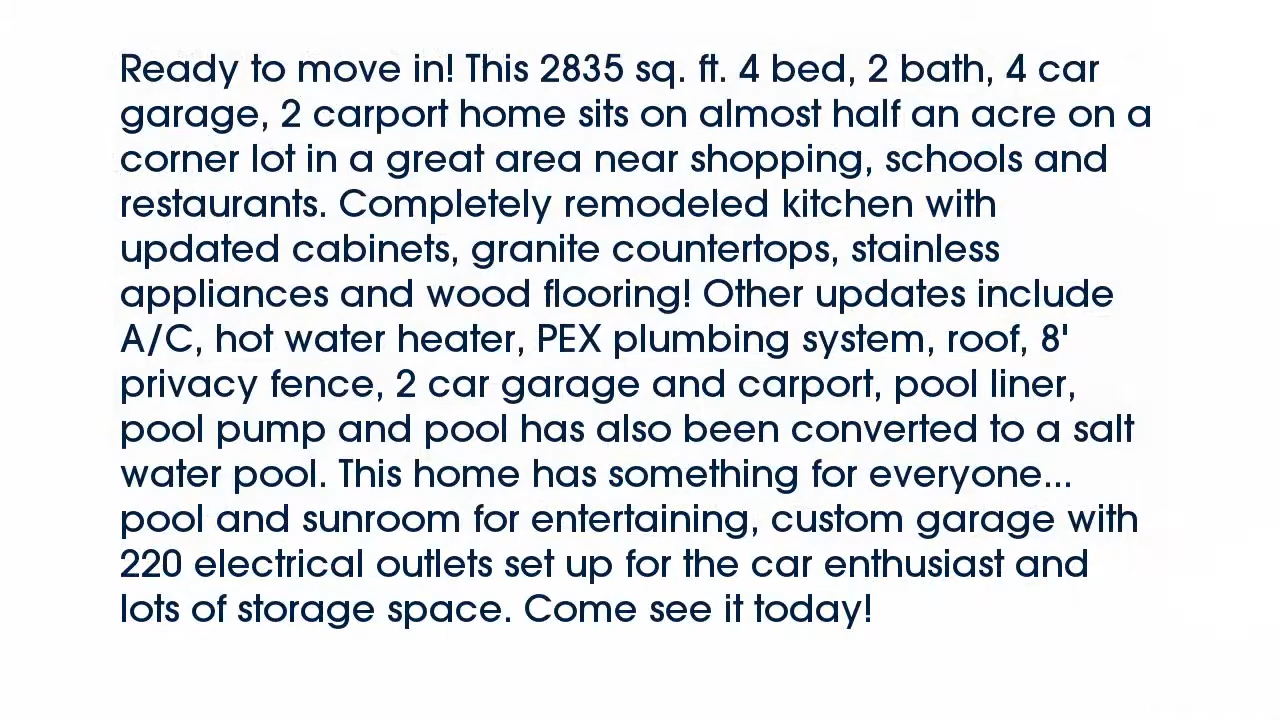 Ready to move in! This 2835 sq. ft. 4 bed, 2 bath, 4 car
garage, 2 carport home sits on almost half an acre on a
corner lot in a great area near shopping, schools and
restaurants. Completely remodeled kitchen with
updated cabinets, granite countertops, stainless
appliances and wood flooring! Other updates include
A/C, hot water heater, PEX plumbing system, roof, 8'
privacy fence, 2 car garage and carport, pool liner,
pool pump and pool has also been converted to a salt
water pool. This home has something for everyone...
pool and sunroom for entertaining, custom garage with
220 electrical outlets set up for the car enthusiast and
lots of storage space. Come see it today!